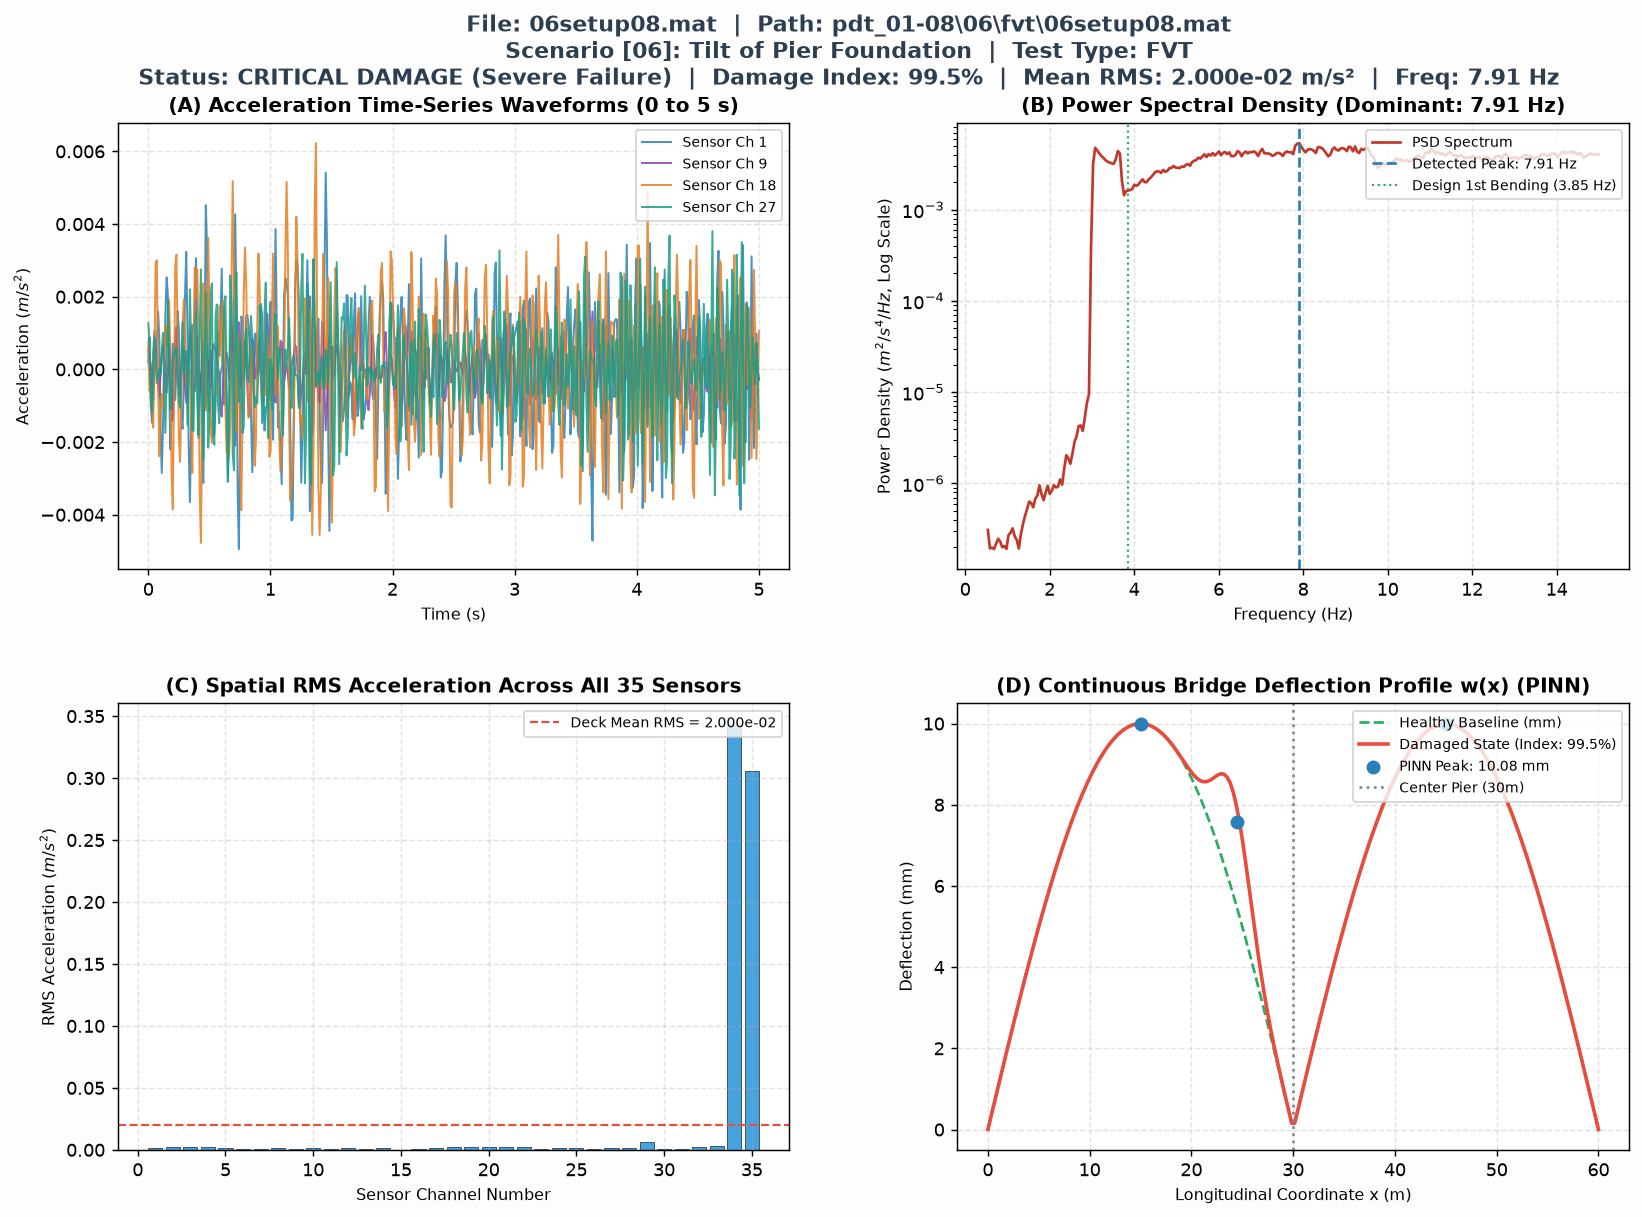 File: 06setup08.mat | Path: pdt_01-08\06\fvt\06setup08.mat
Scenario [06]: Tilt of Pier Foundation | Test Type: FVT
Status: CRITICAL DAMAGE (Severe Failure) | Damage Index: 99.5% | Mean RMS: 2.000e-02 m/s² | Freq: 7.91 Hz
(A) Acceleration Time-Series Waveforms (0 to 5 s)
Acceleration (m/s²)
0.006
0.004
0.002
0.000
−0.002
−0.004
Sensor Ch 1
Sensor Ch 9
Sensor Ch 18
Sensor Ch 27
0 1 2 3 4 5
Time (s)
(B) Power Spectral Density (Dominant: 7.91 Hz)
Power Density (m²/s⁴/Hz, Log Scale)
10⁻³
10⁻⁴
10⁻⁵
10⁻⁶
PSD Spectrum
Detected Peak: 7.91 Hz
Design 1st Bending (3.85 Hz)
0 2 4 6 8 10 12 14
Frequency (Hz)
(C) Spatial RMS Acceleration Across All 35 Sensors
RMS Acceleration (m/s²)
0.35
0.30
0.25
0.20
0.15
0.10
0.05
0.00
Deck Mean RMS = 2.000e-02
0 5 10 15 20 25 30 35
Sensor Channel Number
(D) Continuous Bridge Deflection Profile w(x) (PINN)
Deflection (mm)
10
8
6
4
2
0
Healthy Baseline (mm)
Damaged State (Index: 99.5%)
PINN Peak: 10.08 mm
Center Pier (30m)
0 10 20 30 40 50 60
Longitudinal Coordinate x (m)